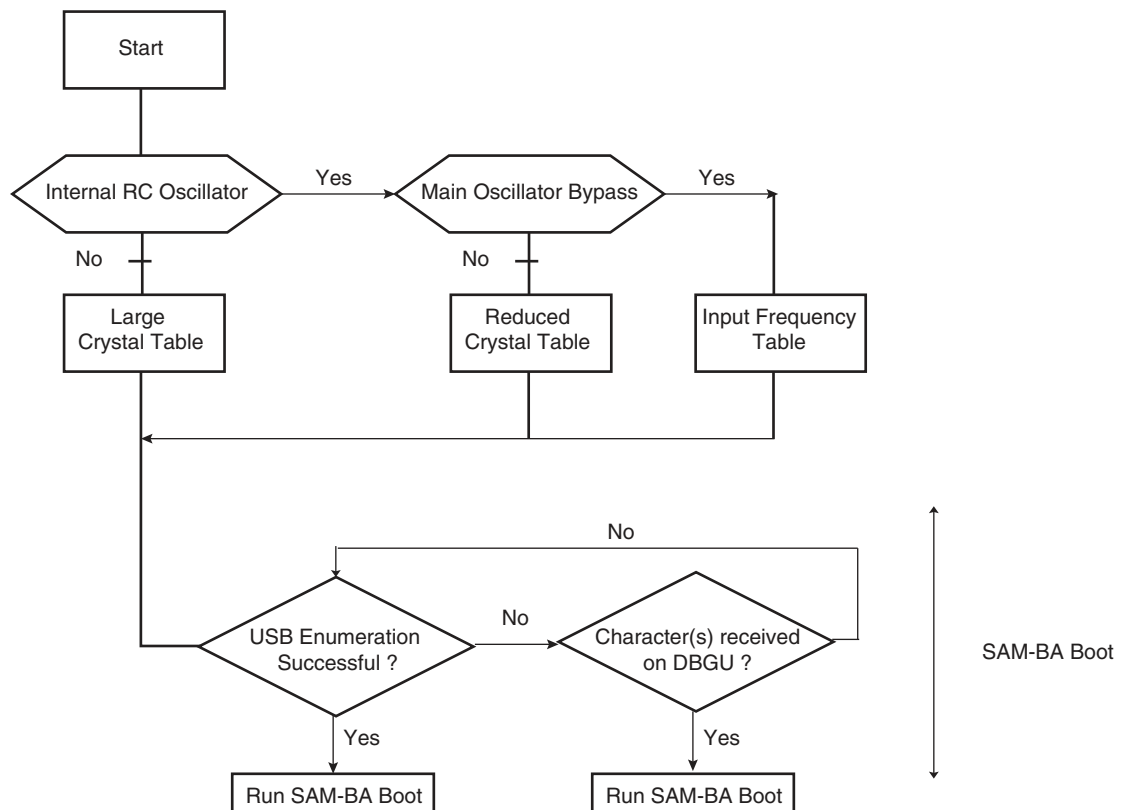 Start
Internal RC Oscillator
Yes
Main Oscillator Bypass
Yes
No
No
Large
Crystal Table
Reduced
Crystal Table
Input Frequency
Table
No
USB Enumeration
Successful ?
No
Character(s) received
on DBGU ?
SAM-BA Boot
Yes
Yes
Run SAM-BA Boot
Run SAM-BA Boot